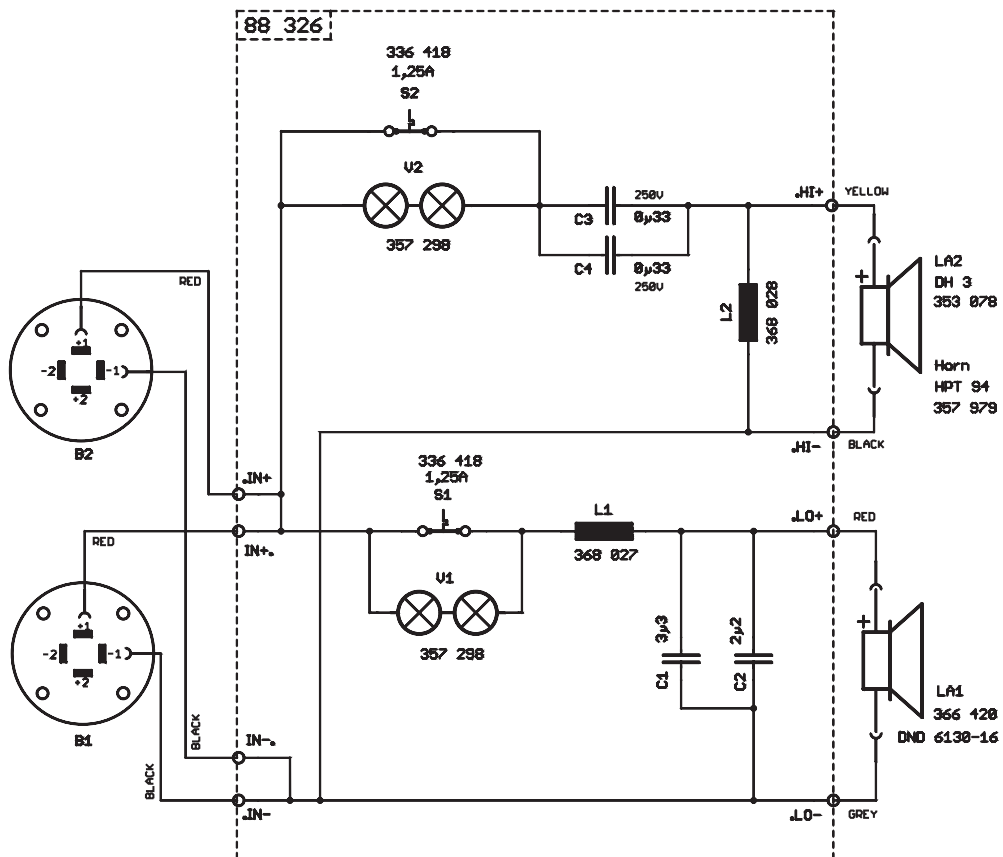 88 326
336 418
1,25A
S2
V2
357 298
250V
C3
0µ33
C4
0µ33
250V
.HI+
YELLOW
LA2
DH 3
353 078
L2
368 028
Horn
HPT 94
357 979
.HI-
BLACK
RED
+1
-2
-1
+2
B2
.IN+
336 418
1,25A
S1
L1
368 027
.LO+
RED
RED
IN+.
V1
357 298
+1
-2
-1
+2
B1
3µ3
C1
2µ2
C2
LA1
366 420
DND 6130-16
BLACK
IN-.
BLACK
.IN-
.LO-
GREY
+
+